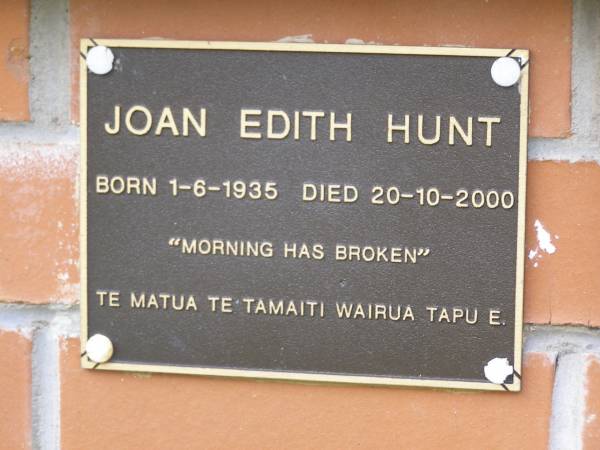 JOAN EDITH HUNT
BORN 1-6-1935 DIED 20-10-2000
"MORNING HAS BROKEN"
TE MATUA TE TAMAITI WAIRUA TAPU E.